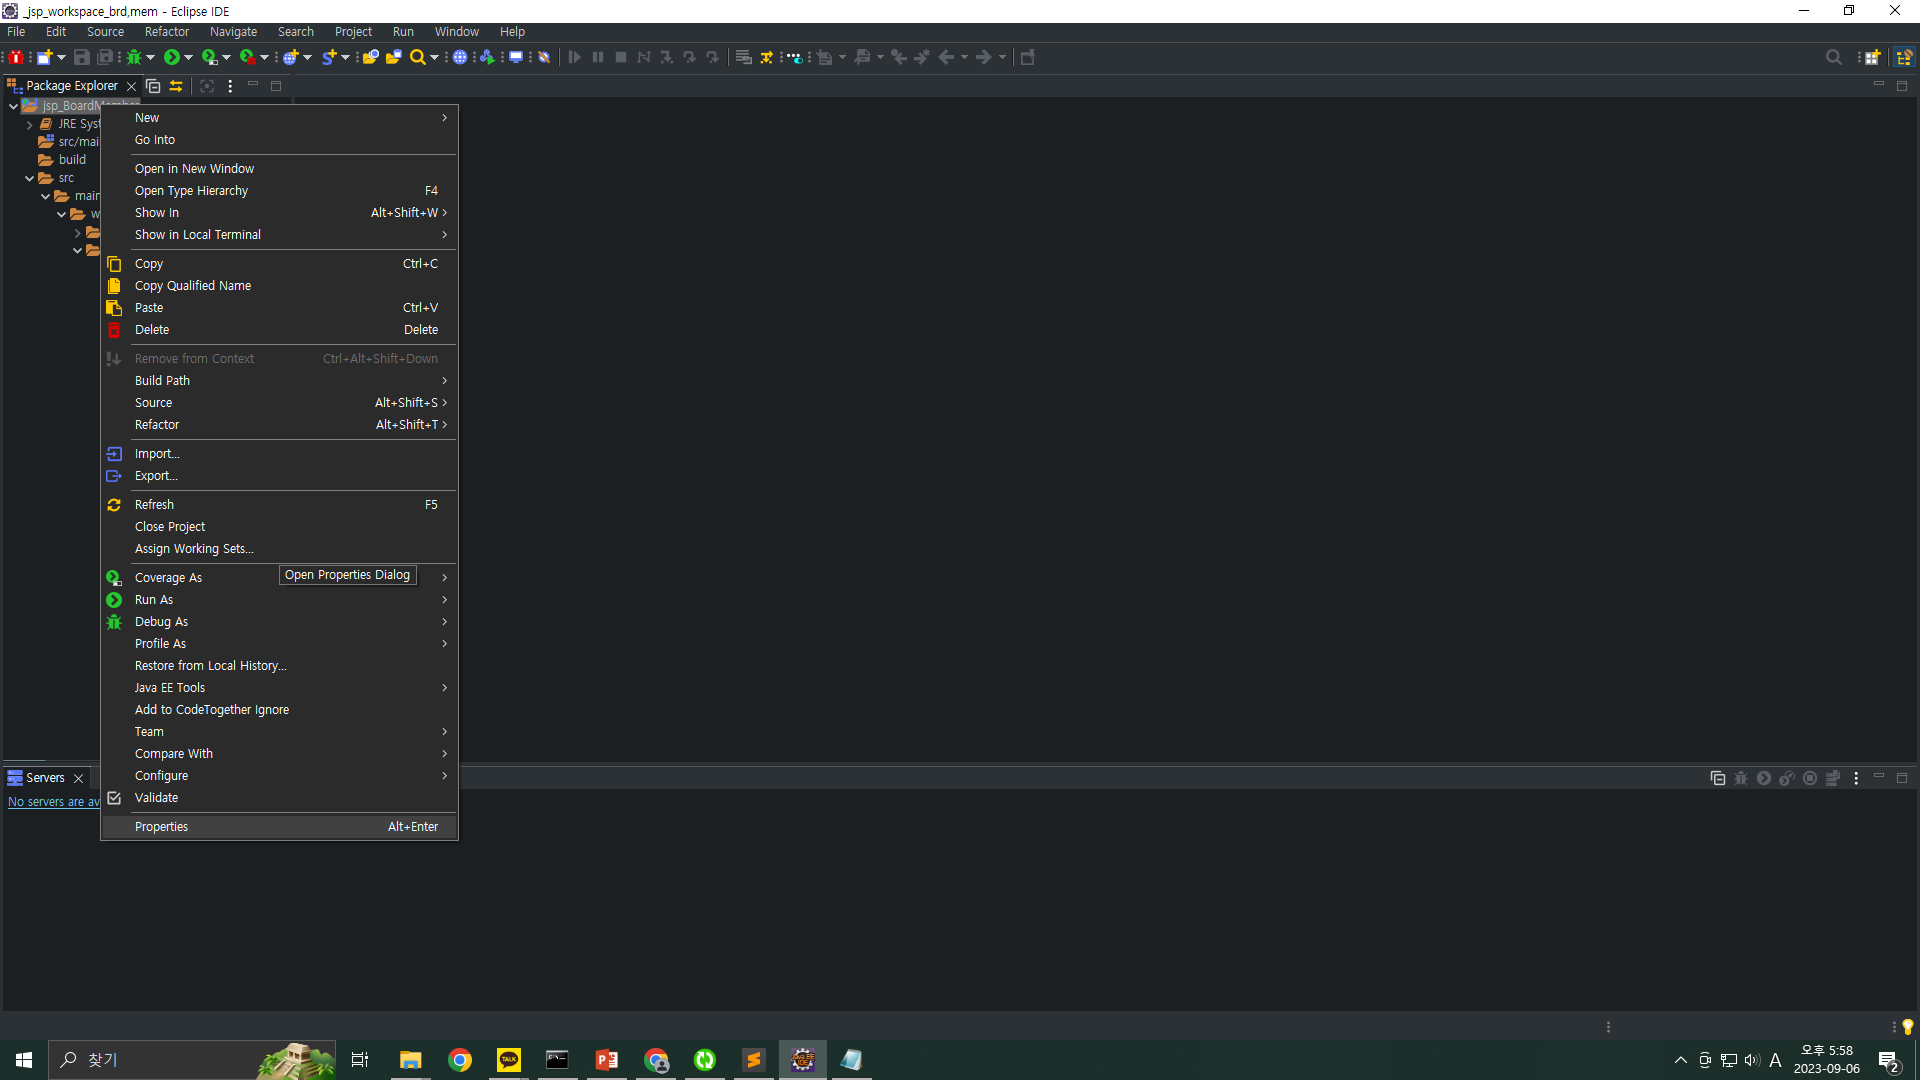 _jsp_workspace_brd,mem - Eclipse IDE
File Edit Source Refactor Navigate Search Project Run Window Help
Package Explorer
jsp_BoardMember
JRE Syst
src/mai
build
src
main
w
New
Go Into
Open in New Window
Open Type Hierarchy F4
Show In Alt+Shift+W
Show in Local Terminal
Copy Ctrl+C
Copy Qualified Name
Paste Ctrl+V
Delete Delete
Remove from Context Ctrl+Alt+Shift+Down
Build Path
Source Alt+Shift+S
Refactor Alt+Shift+T
Import...
Export...
Refresh F5
Close Project
Assign Working Sets...
Coverage As
Open Properties Dialog
Run As
Debug As
Profile As
Restore from Local History...
Java EE Tools
Add to CodeTogether Ignore
Team
Compare With
Configure
Validate
Properties Alt+Enter
Servers
No servers are av
찾기
TALK
A
오후 5:58
2023-09-06
2